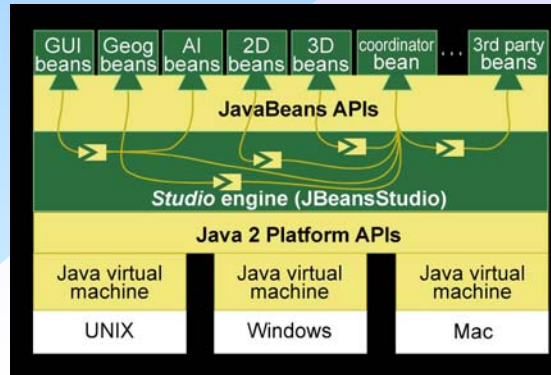 GUI beans
Geog beans
AI beans
2D beans
3D beans
coordinator bean
...
3rd party beans
JavaBeans APIs
Studio engine (JBeansStudio)
Java 2 Platform APIs
Java virtual machine
Java virtual machine
Java virtual machine
UNIX
Windows
Mac